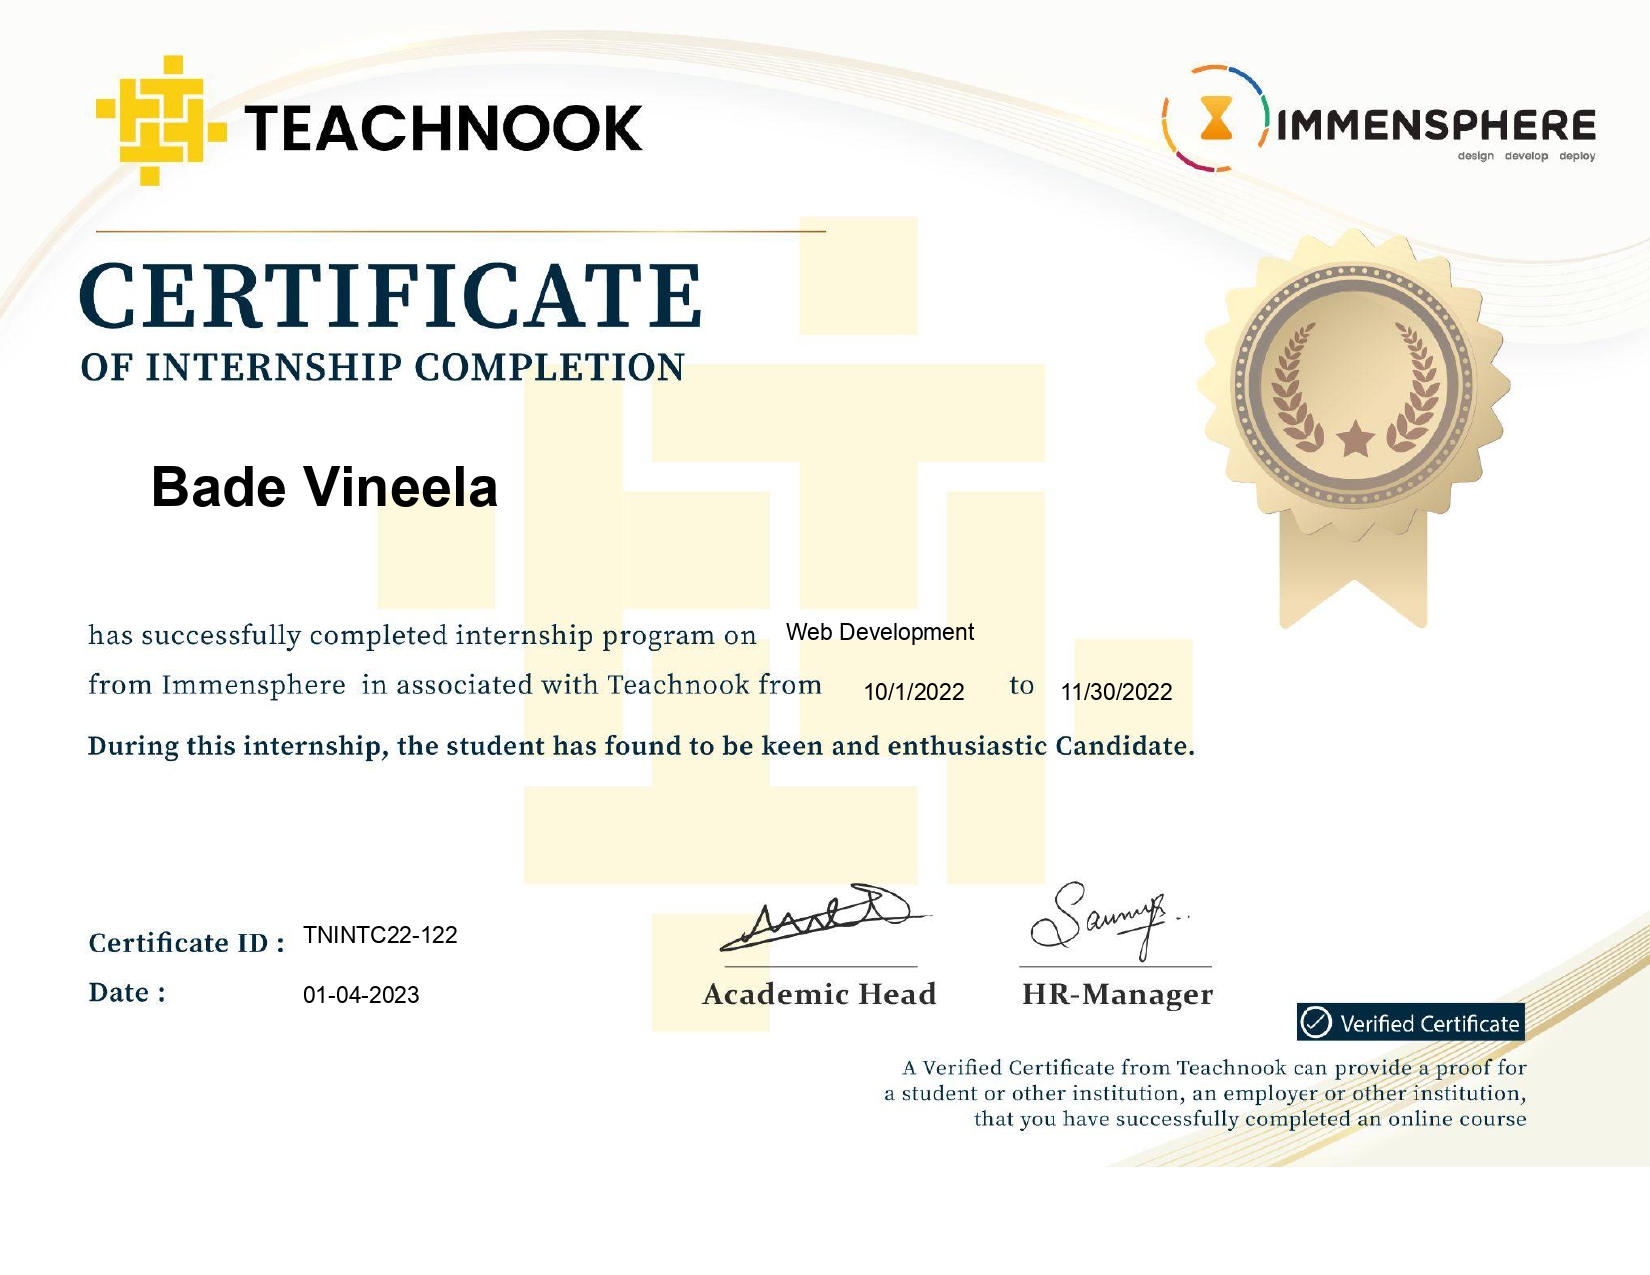 TEACHNOOK
IMMENSPHERE
design develop deploy
CERTIFICATE
OF INTERNSHIP COMPLETION
Bade Vineela
has successfully completed internship program on Web Development
from Immensphere in associated with Teachnook from 10/1/2022 to 11/30/2022
During this internship, the student has found to be keen and enthusiastic Candidate.
Certificate ID : TNINTC22-122
Date : 01-04-2023
Academic Head
HR-Manager
Verified Certificate
A Verified Certificate from Teachnook can provide a proof for
a student or other institution, an employer or other institution,
that you have successfully completed an online course